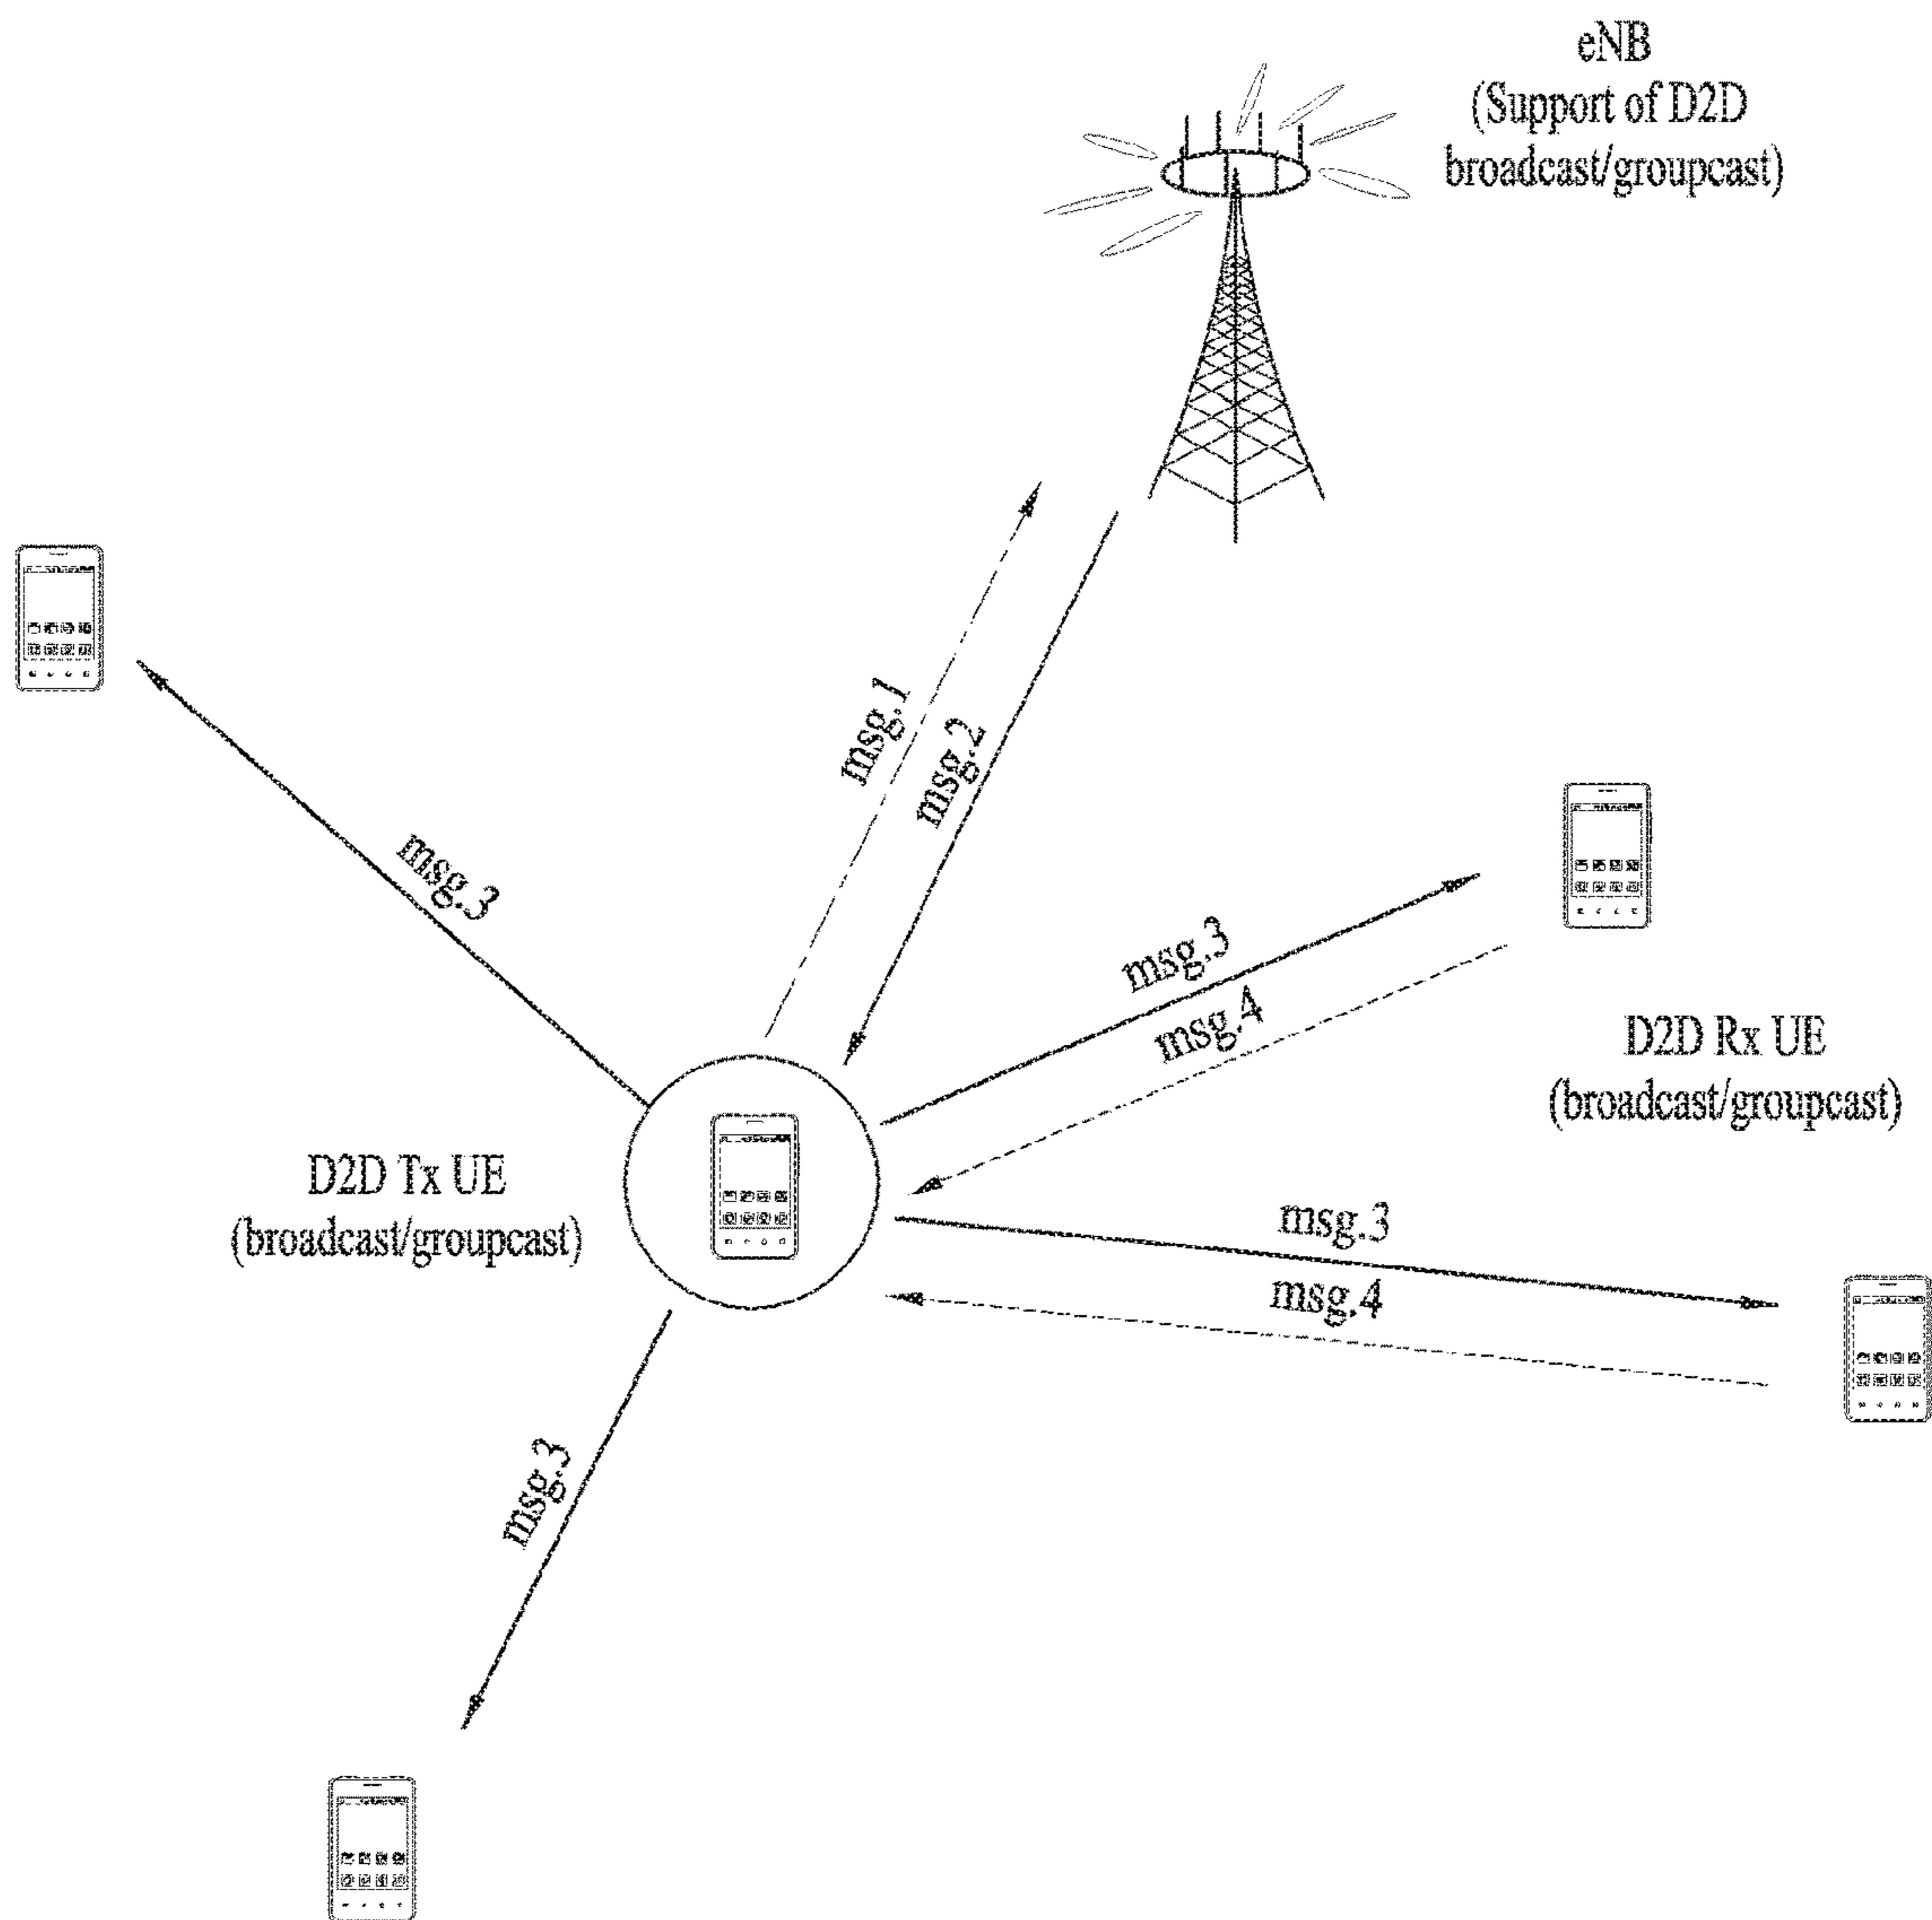 eNB
(Support of D2D
broadcast/groupcast)
msg.1
msg.2
msg.3
msg.3
msg.4
D2D Rx UE
(broadcast/groupcast)
D2D Tx UE
(broadcast/groupcast)
msg.3
msg.4
msg.3